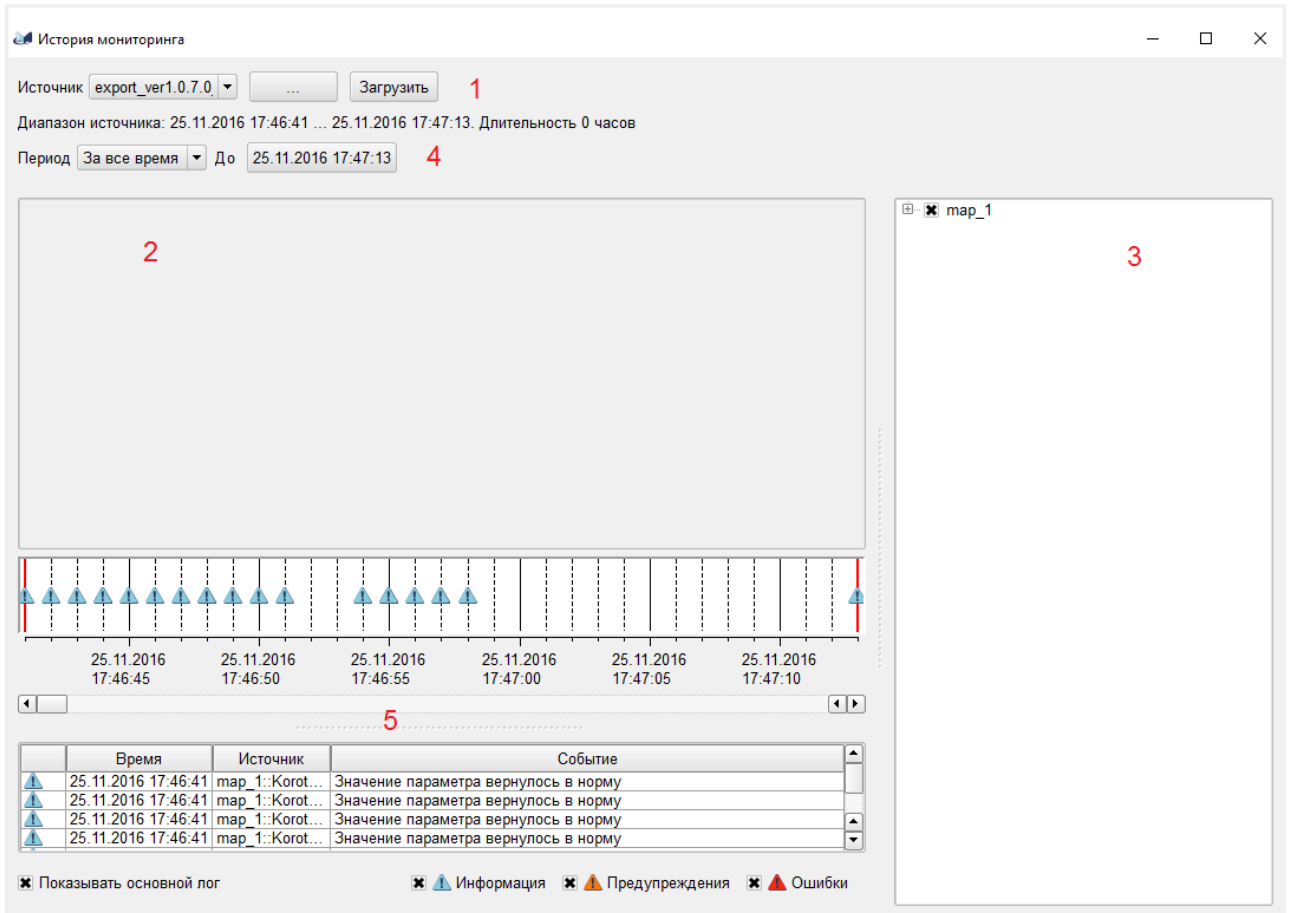 История мониторинга
Источник export_ver1.0.7.0 ... Загрузить 1
Диапазон источника: 25.11.2016 17:46:41 ... 25.11.2016 17:47:13. Длительность 0 часов
Период За все время До 25.11.2016 17:47:13 4
map_1
2
3
25.11.2016 25.11.2016 25.11.2016 25.11.2016 25.11.2016 25.11.2016
17:46:45 17:46:50 17:46:55 17:47:00 17:47:05 17:47:10
5
Время Источник Событие
25.11.2016 17:46:41 map_1::Korot... Значение параметра вернулось в норму
25.11.2016 17:46:41 map_1::Korot... Значение параметра вернулось в норму
25.11.2016 17:46:41 map_1::Korot... Значение параметра вернулось в норму
25.11.2016 17:46:41 map_1::Korot... Значение параметра вернулось в норму
Показывать основной лог Информация Предупреждения Ошибки